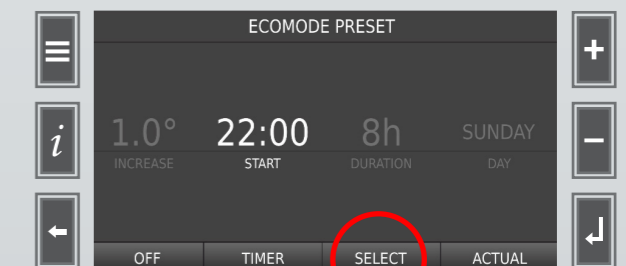 ECOMODE PRESET
i
1.0° 22:00 8h SUNDAY
INCREASE START DURATION DAY
OFF TIMER SELECT ACTUAL
+
−